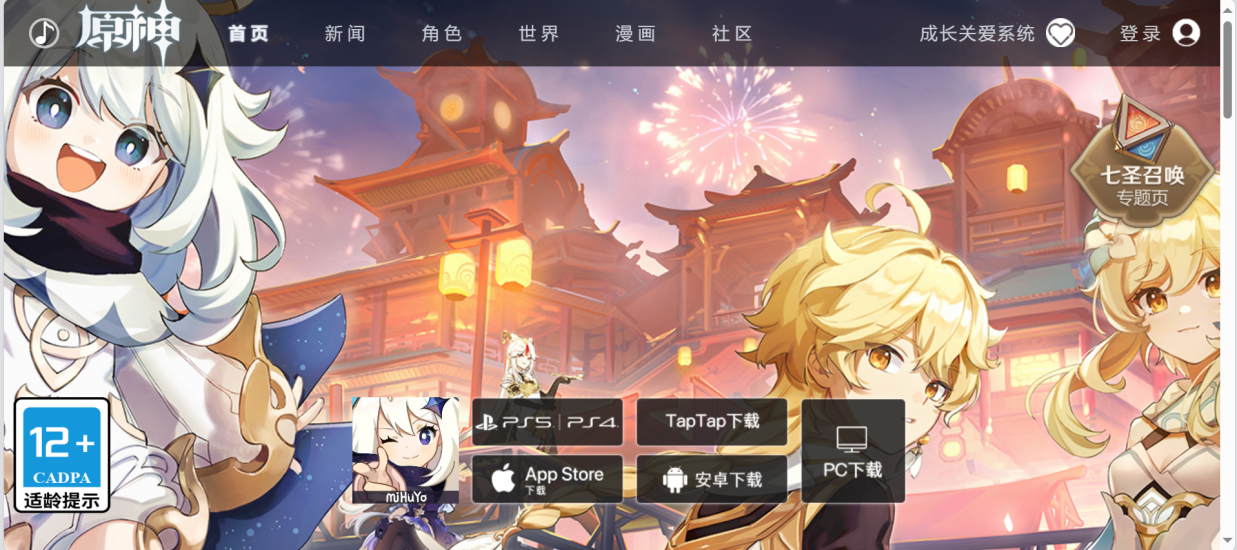 原神
首页
新闻
角色
世界
漫画
社区
成长关爱系统
登录
七圣召唤
专题页
12+
CADPA
适龄提示
miHoYo
PS5 | PS4
App Store
下载
TapTap下载
安卓下载
PC下载